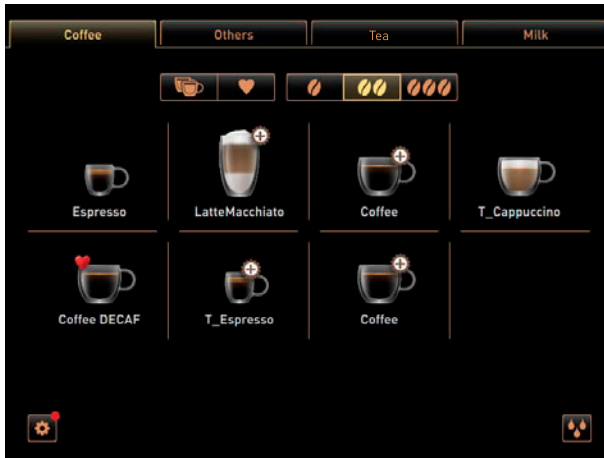 Coffee Others Tea Milk
Espresso LatteMacchiato Coffee T_Cappuccino
Coffee DECAF T_Espresso Coffee